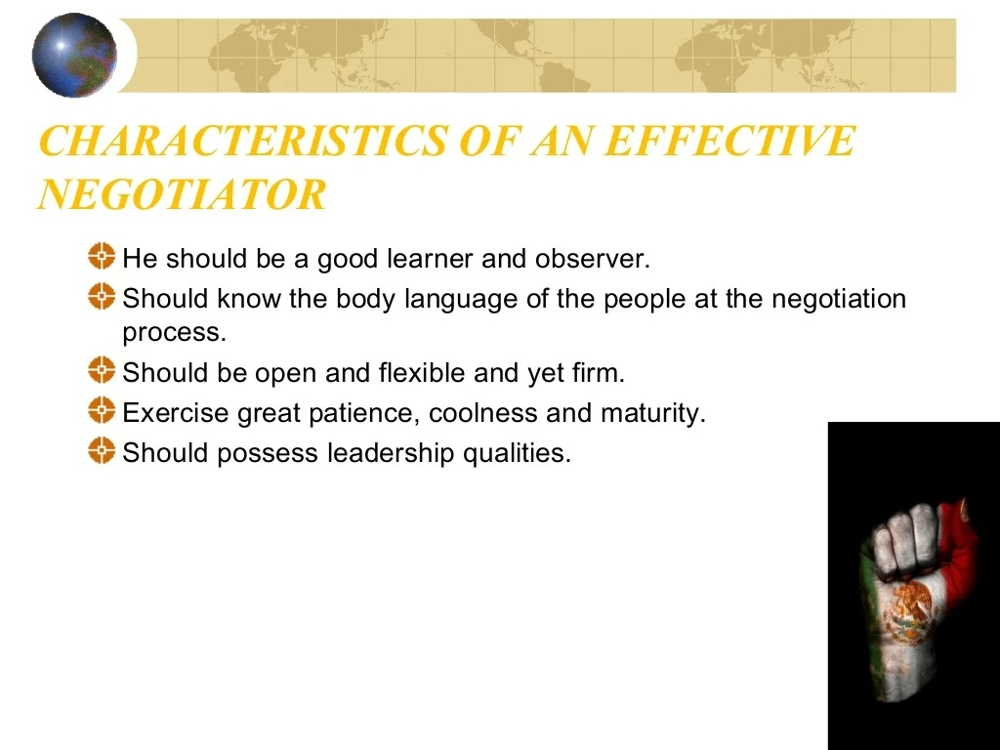 CHARACTERISTICS OF AN EFFECTIVE
NEGOTIATOR
He should be a good learner and observer.
Should know the body language of the people at the negotiation
process.
Should be open and flexible and yet firm.
Exercise great patience, coolness and maturity.
Should possess leadership qualities.